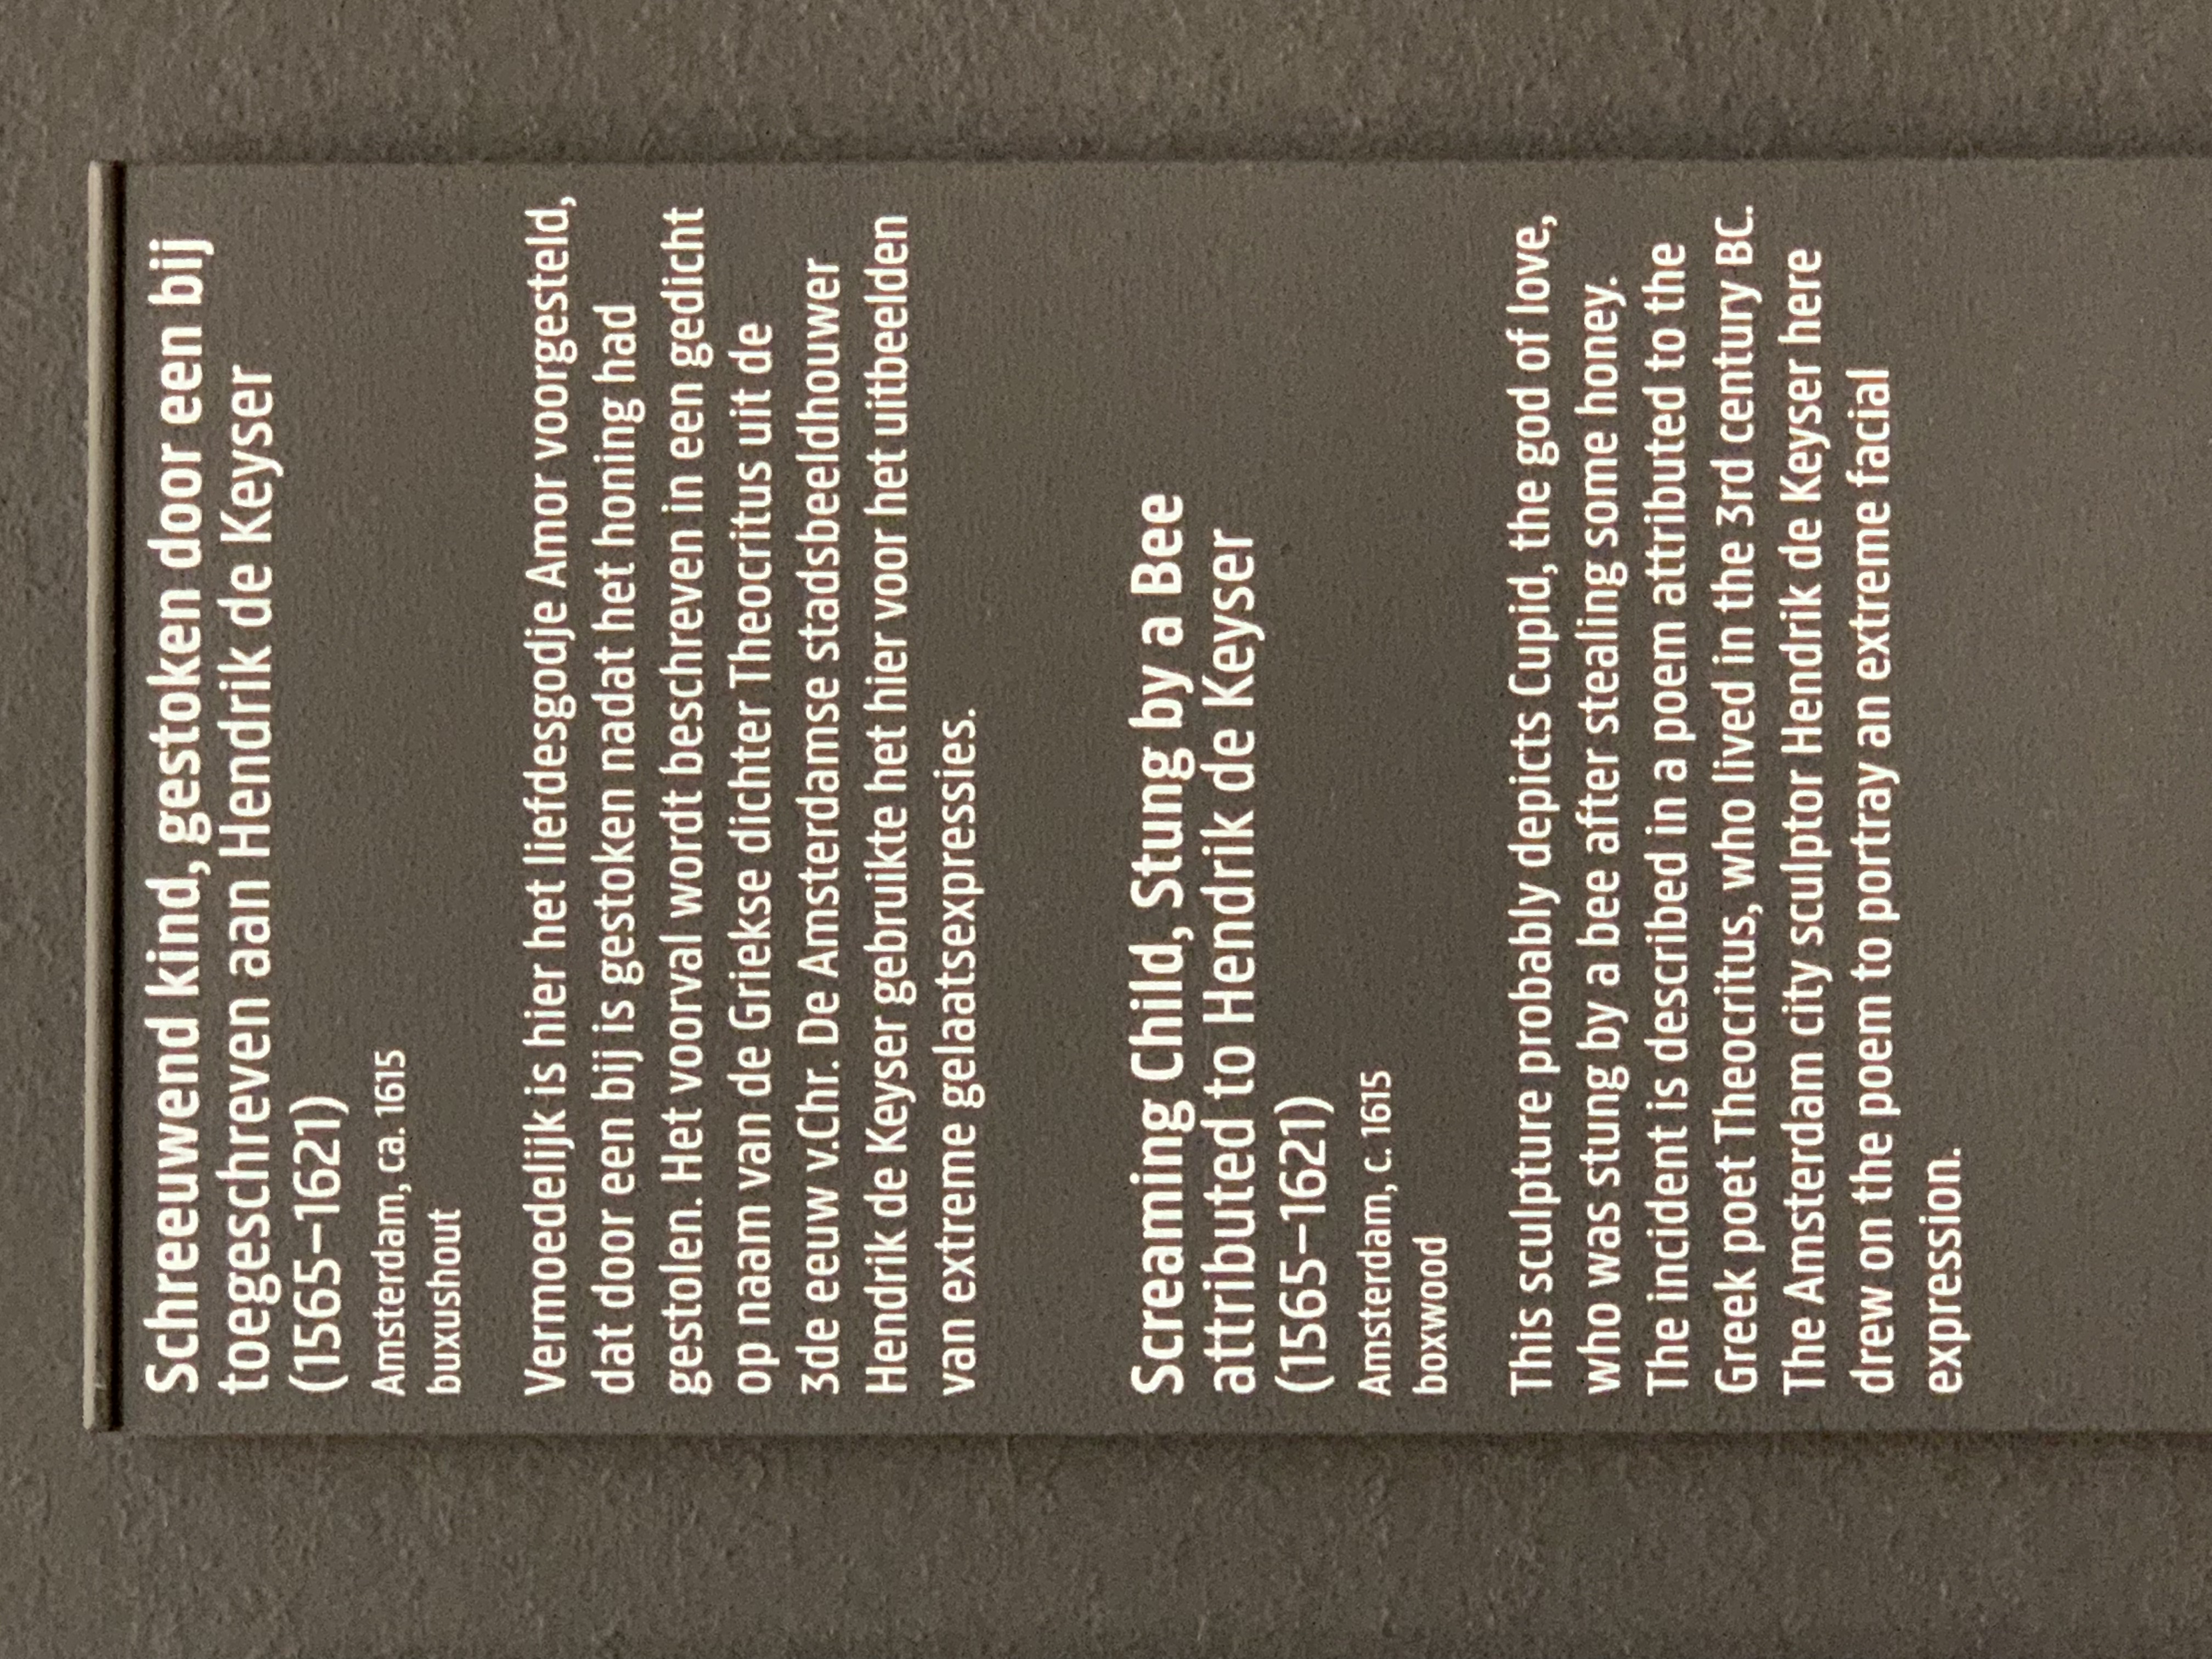 Schreeuwend kind, gestoken door een bij
toegeschreven aan Hendrik de Keyser
(1565–1621)
Amsterdam, ca. 1615
buxushout
Vermoedelijk is hier het liefdesgodje Amor voorgesteld,
dat door een bij is gestoken nadat het honing had
gestolen. Het voorval wordt beschreven in een gedicht
op naam van de Griekse dichter Theocritus uit de
3de eeuw v.Chr. De Amsterdamse stadsbeeldhouwer
Hendrik de Keyser gebruikte het hier voor het uitbeelden
van extreme gelaatsexpressies.
Screaming Child, Stung by a Bee
attributed to Hendrik de Keyser
(1565–1621)
Amsterdam, c. 1615
boxwood
This sculpture probably depicts Cupid, the god of love,
who was stung by a bee after stealing some honey.
The incident is described in a poem attributed to the
Greek poet Theocritus, who lived in the 3rd century BC.
The Amsterdam city sculptor Hendrik de Keyser here
drew on the poem to portray an extreme facial
expression.